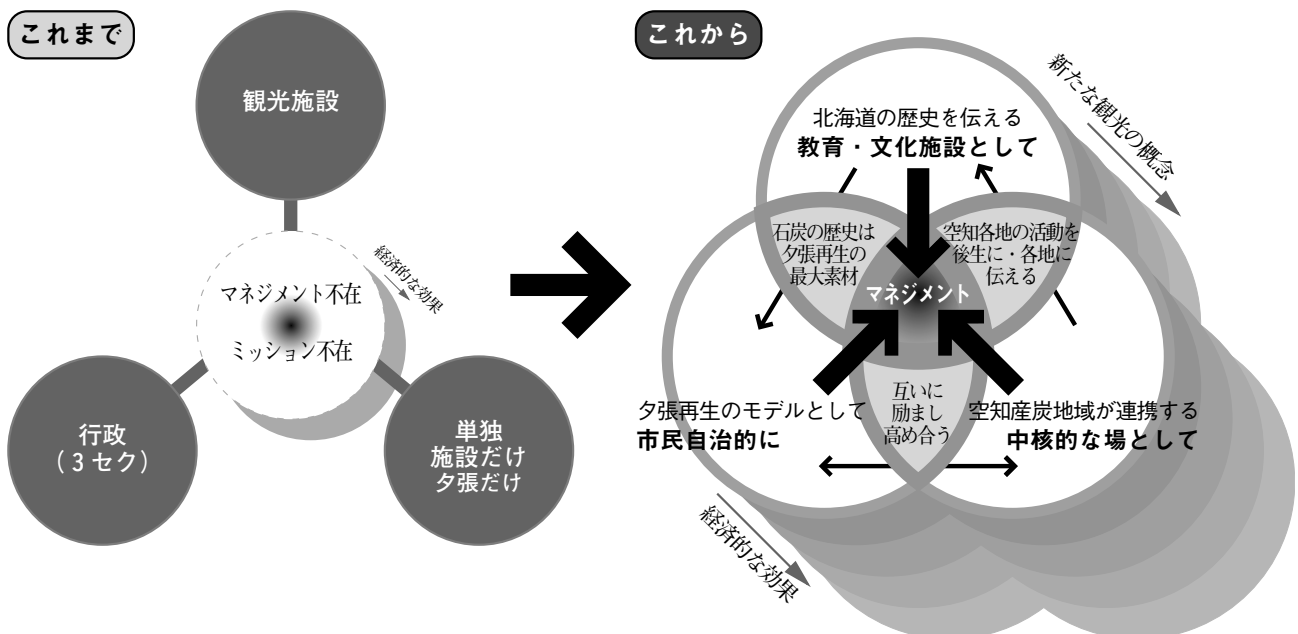 これまで
観光施設
マネジメント不在
ミッション不在
経済的な効果
行政
(3セク)
単独
施設だけ
夕張だけ
これから
新たな観光の概念
北海道の歴史を伝える
教育・文化施設として
石炭の歴史は
夕張再生の
最大素材
空知各地の活動を
後生に・各地に
伝える
マネジメント
夕張再生のモデルとして
市民自治的に
互いに
励まし
高め合う
空知産炭地域が連携する
中核的な場として
経済的な効果